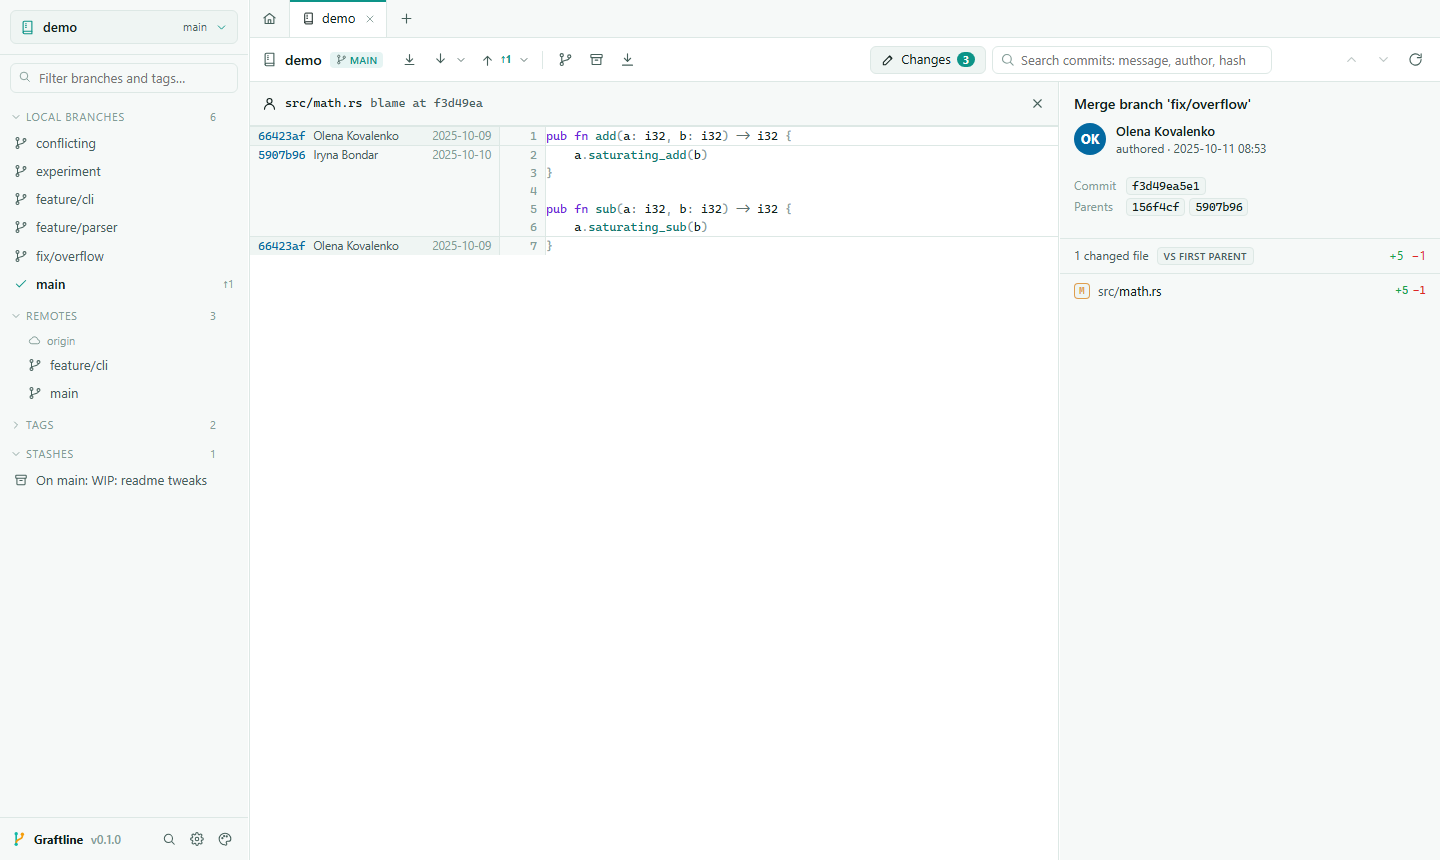 demo main
Filter branches and tags...
LOCAL BRANCHES 6
conflicting
experiment
feature/cli
feature/parser
fix/overflow
main ↑1
REMOTES 3
origin
feature/cli
main
TAGS 2
STASHES 1
On main: WIP: readme tweaks
Graftline v0.1.0
demo
demo MAIN ↑1 Changes 3 Search commits: message, author, hash
src/math.rs blame at f3d49ea
66423af Olena Kovalenko 2025-10-09 1 pub fn add(a: i32, b: i32) -> i32 {
5907b96 Iryna Bondar 2025-10-10 2 a.saturating_add(b)
3 }
4
5 pub fn sub(a: i32, b: i32) -> i32 {
6 a.saturating_sub(b)
66423af Olena Kovalenko 2025-10-09 7 }
Merge branch 'fix/overflow'
OK Olena Kovalenko
authored · 2025-10-11 08:53
Commit f3d49ea5e1
Parents 156f4cf 5907b96
1 changed file VS FIRST PARENT +5 −1
M src/math.rs +5 −1